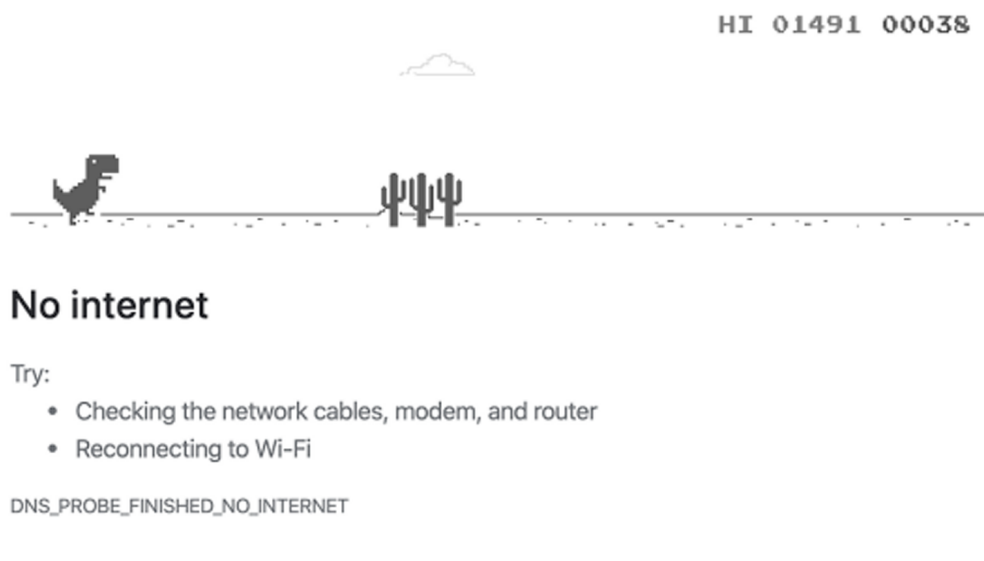 HI 01491 00038
No internet
Try:
• Checking the network cables, modem, and router
• Reconnecting to Wi-Fi
DNS_PROBE_FINISHED_NO_INTERNET